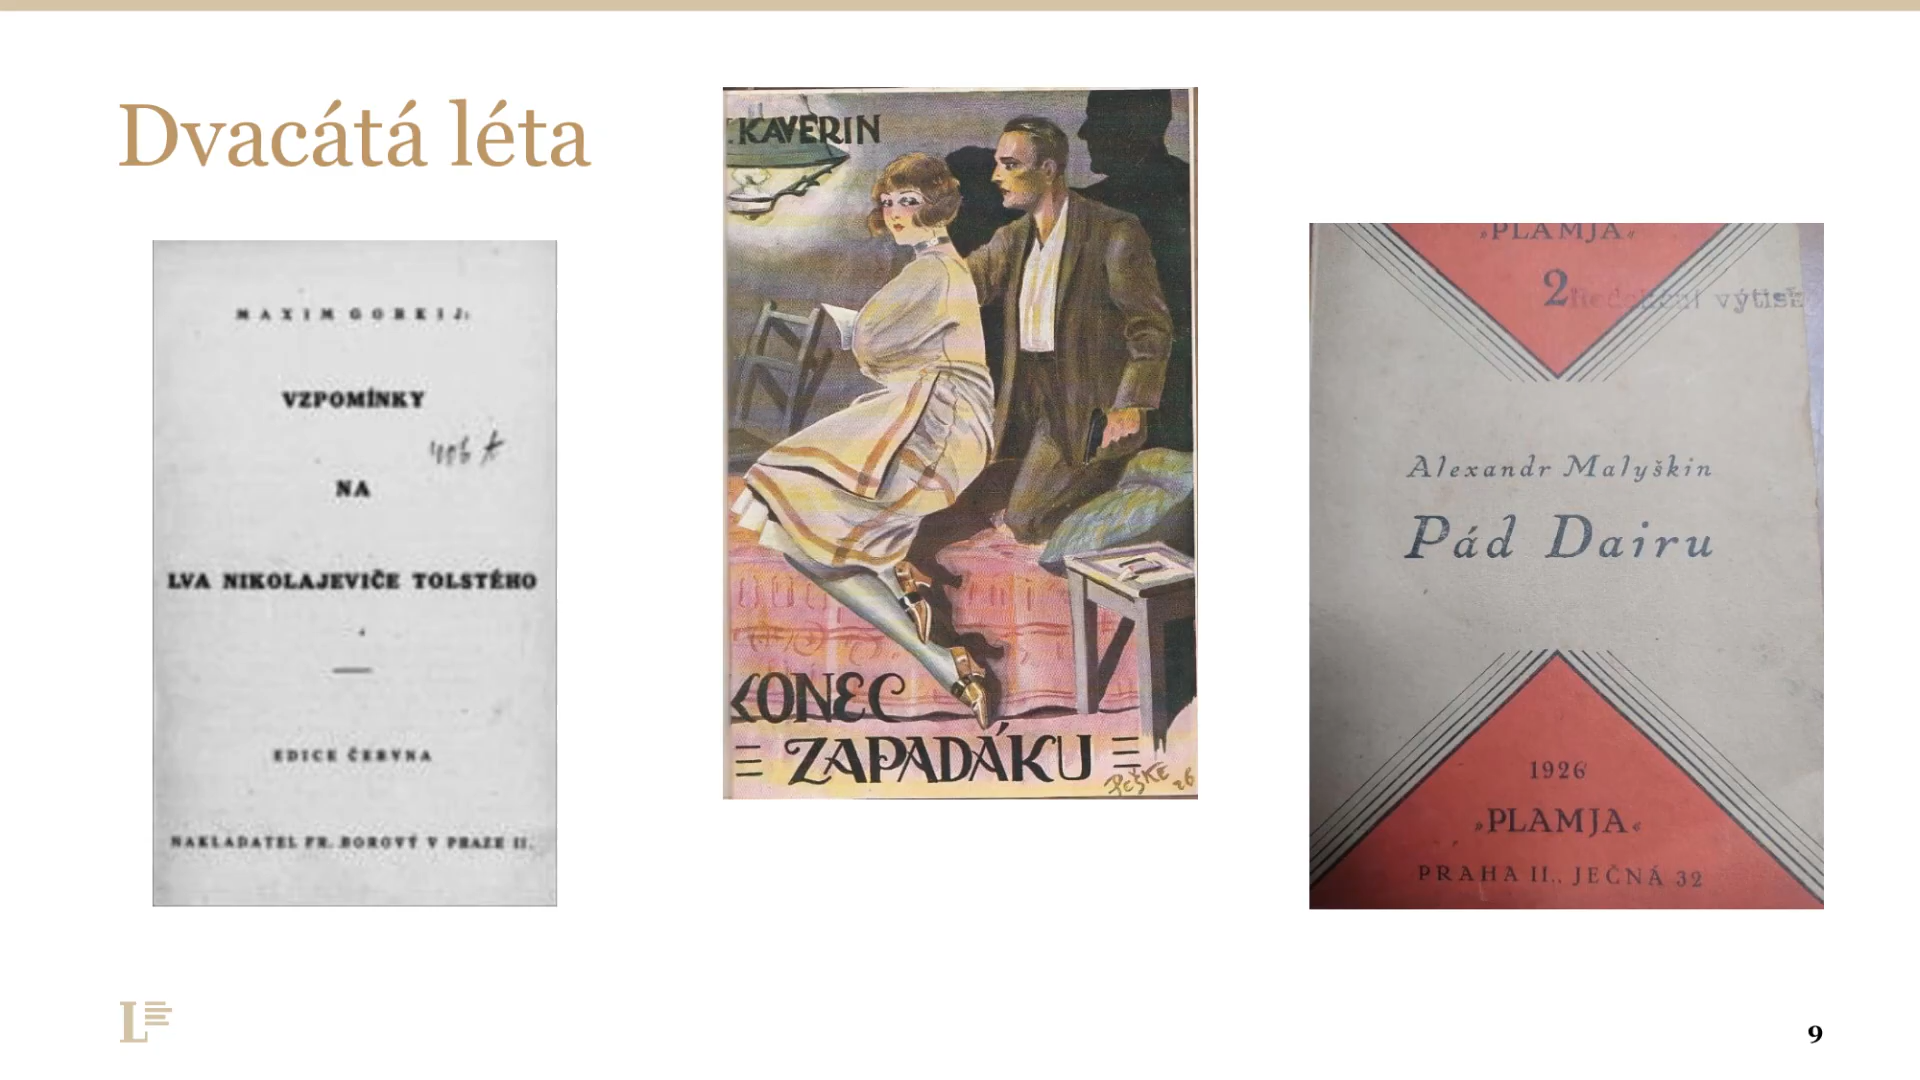 Dvacátá léta
MAXIM GORKIJ:
VZPOMÍNKY
NA
LVA NIKOLAJEVIČE TOLSTÉHO
EDICE ČERVNA
NAKLADATEL FR. BOROVÝ V PRAZE II.
KAVERIN
KONEC
ZAPADÁKU
PEŠKE 26
„PLAMJA“
2
výtisk
Alexandr Malyškin
Pád Dairu
1926
„PLAMJA“
PRAHA II., JEČNÁ 32
L
9